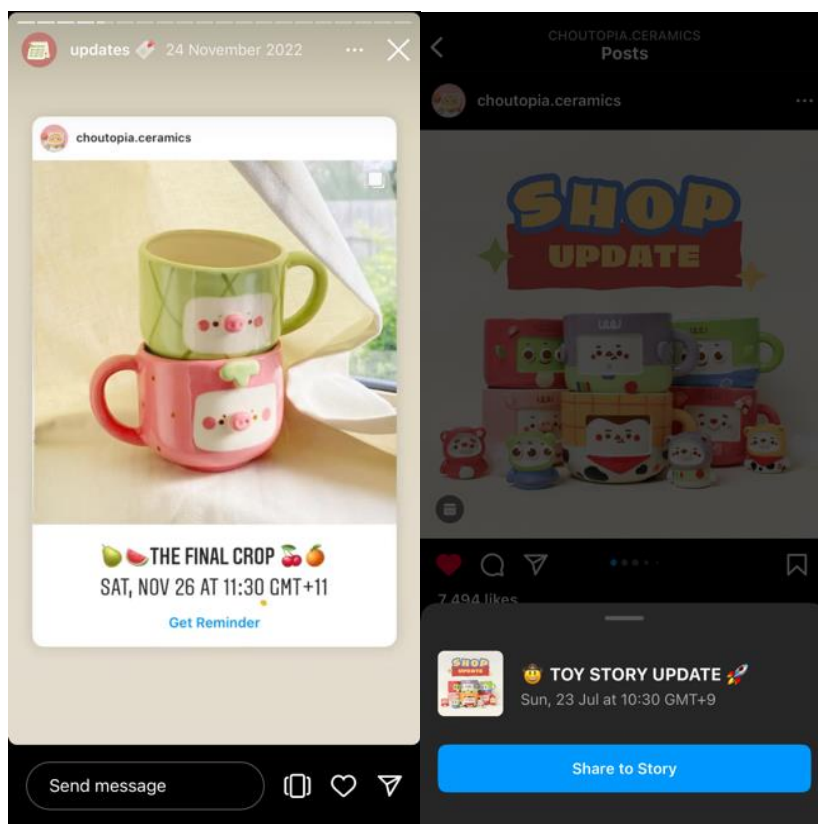 updates 24 November 2022
choutopia.ceramics
THE FINAL CROP
SAT, NOV 26 AT 11:30 GMT+11
Get Reminder
Send message
CHOUTOPIA.CERAMICS
Posts
choutopia.ceramics
SHOP
UPDATE
7,494 likes
SHOP
UPDATE
TOY STORY UPDATE
Sun, 23 Jul at 10:30 GMT+9
Share to Story